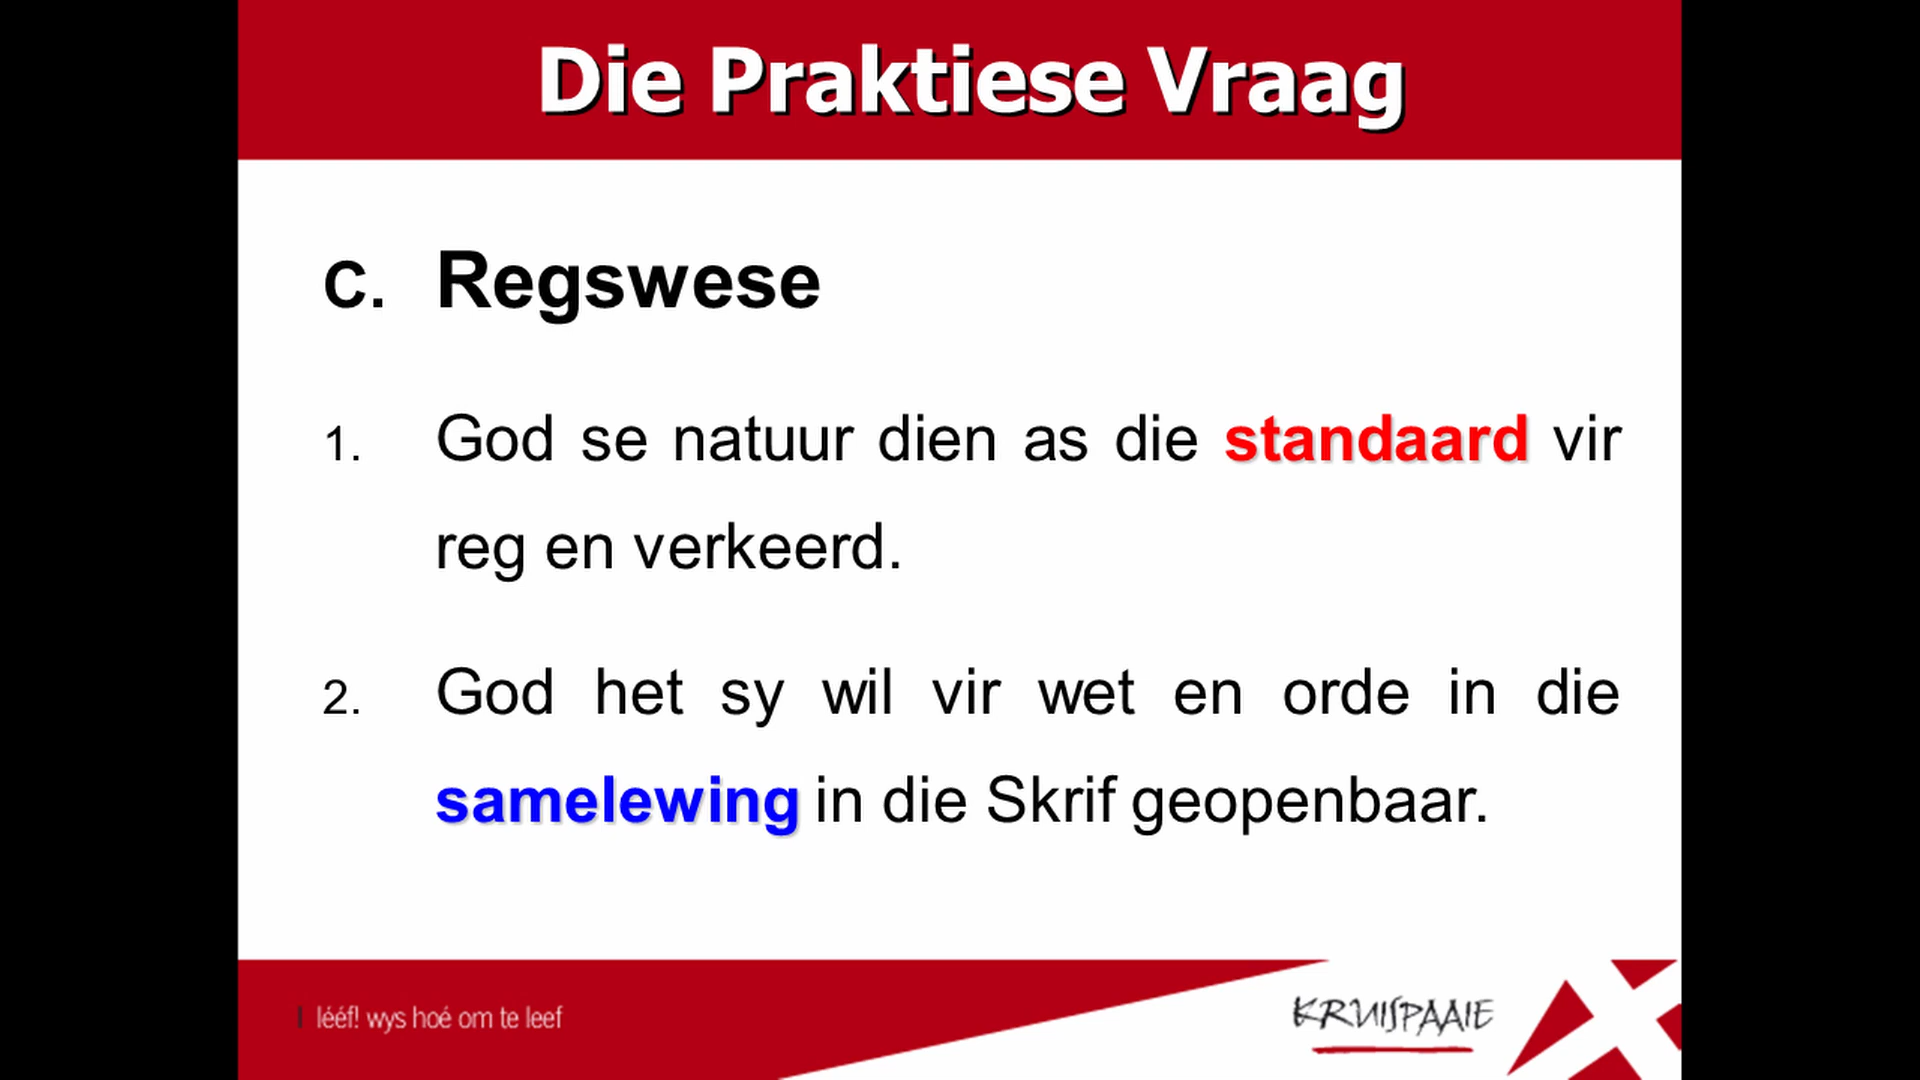 Die Praktiese Vraag
C. Regswese
1. God se natuur dien as die standaard vir
reg en verkeerd.
2. God het sy wil vir wet en orde in die
samelewing in die Skrif geopenbaar.
lééf! wys hoé om te leef
KRUISPAAIE